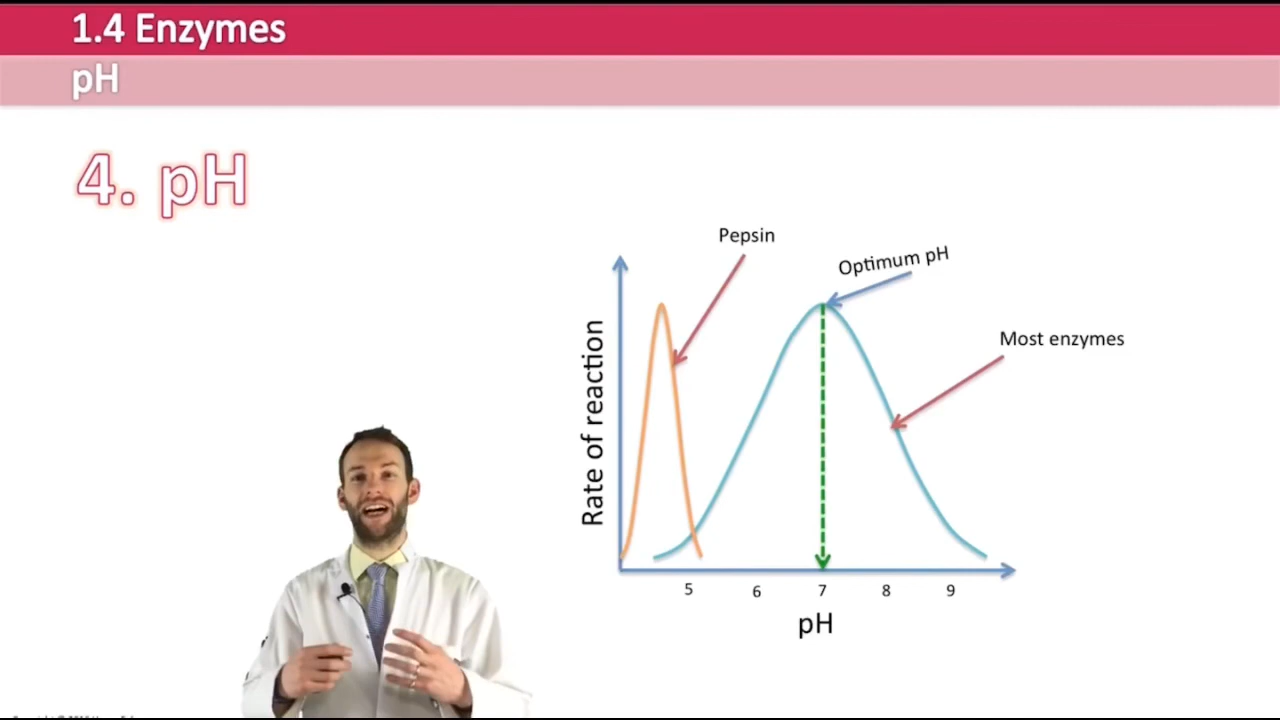 1.4 Enzymes
pH
4. pH
Pepsin
Optimum pH
Most enzymes
Rate of reaction
5 6 7 8 9
pH